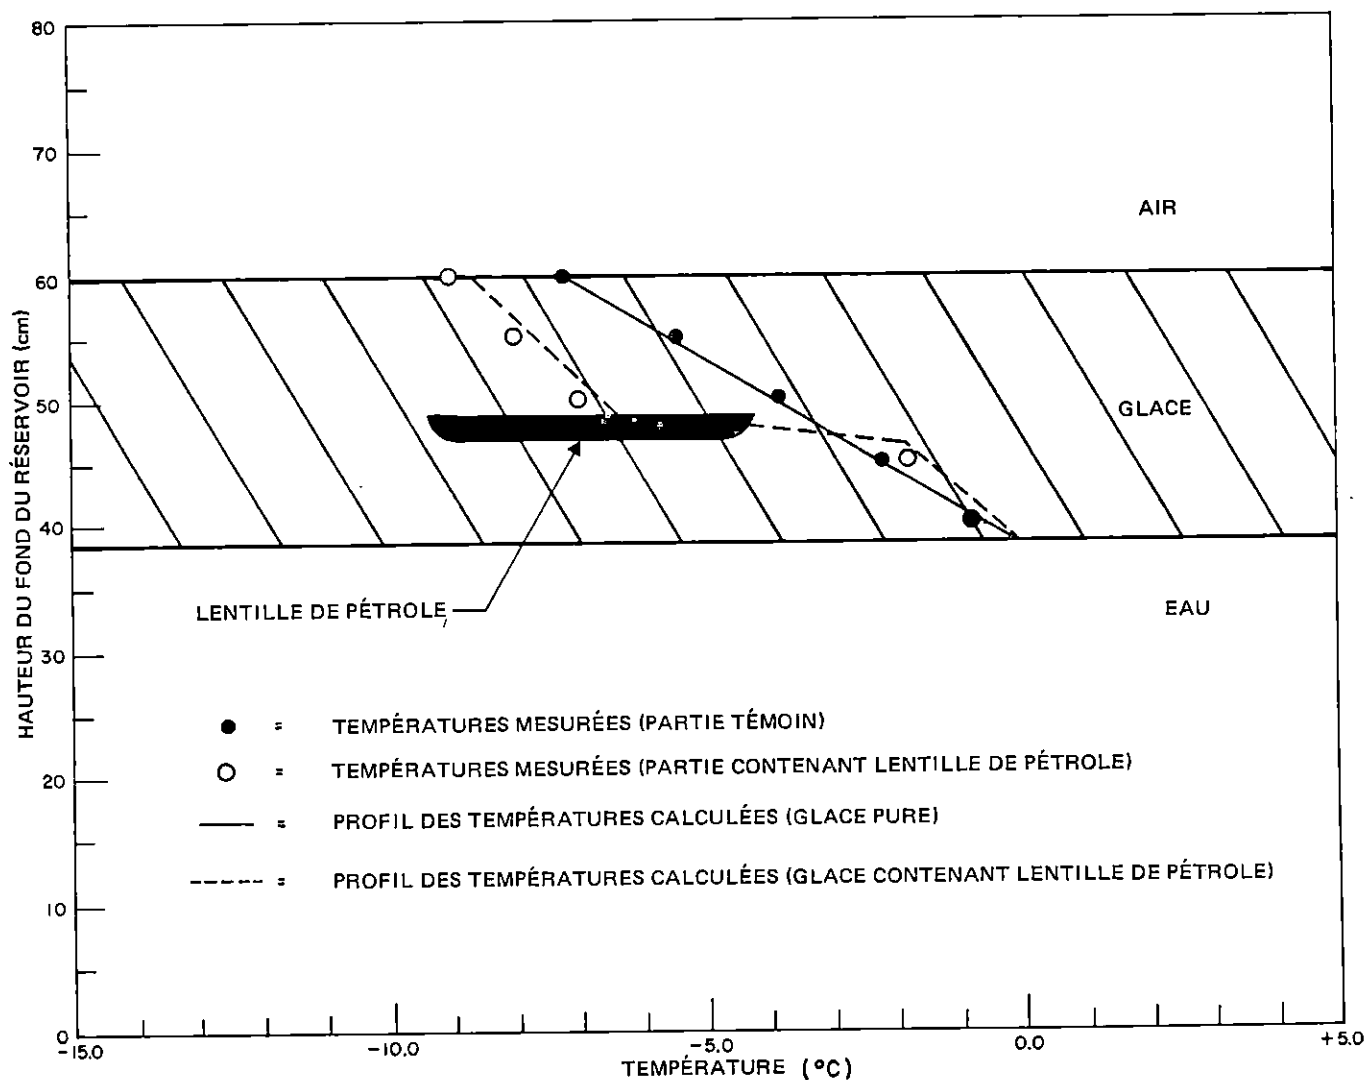 80
70
60
50
40
30
20
10
0
HAUTEUR DU FOND DU RÉSERVOIR (cm)
AIR
GLACE
EAU
LENTILLE DE PÉTROLE
● = TEMPÉRATURES MESURÉES (PARTIE TÉMOIN)
○ = TEMPÉRATURES MESURÉES (PARTIE CONTENANT LENTILLE DE PÉTROLE)
— = PROFIL DES TEMPÉRATURES CALCULÉES (GLACE PURE)
---- = PROFIL DES TEMPÉRATURES CALCULÉES (GLACE CONTENANT LENTILLE DE PÉTROLE)
-15.0 -10.0 -5.0 0.0 +5.0
TEMPÉRATURE (°C)